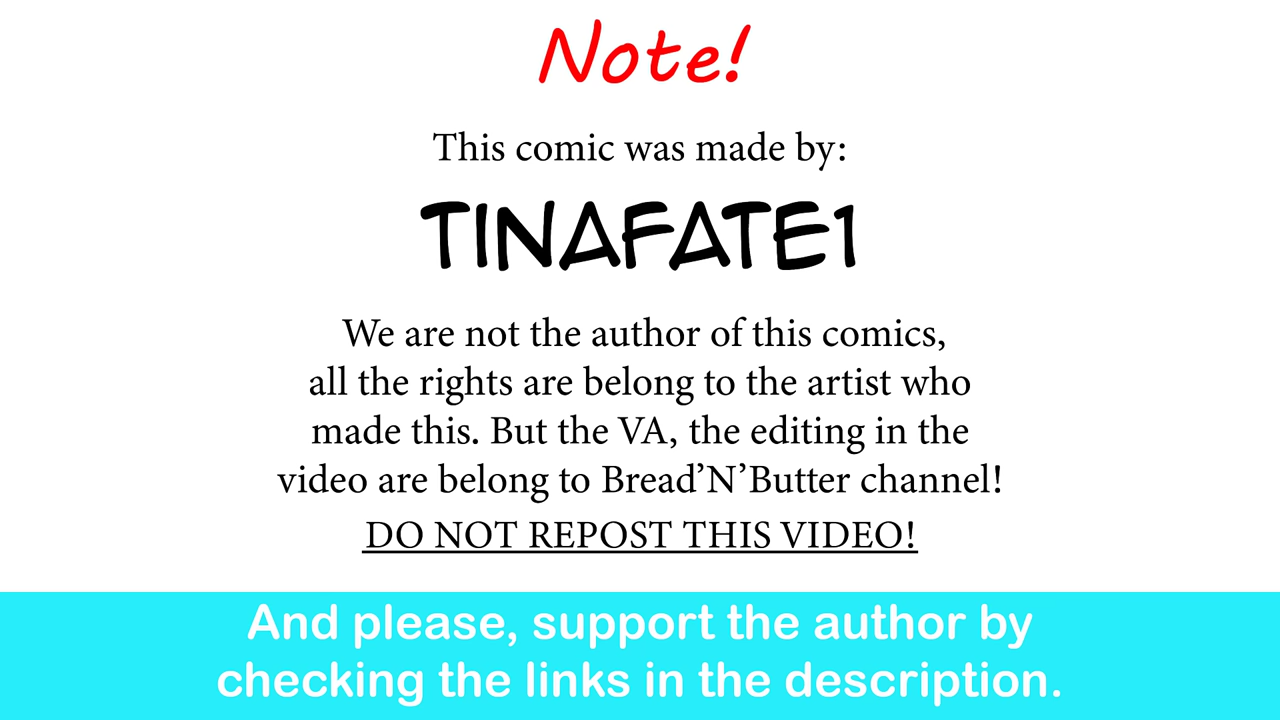 Note!
This comic was made by:
TINAFATE1
We are not the author of this comics,
all the rights are belong to the artist who
made this. But the VA, the editing in the
video are belong to Bread’N’Butter channel!
DO NOT REPOST THIS VIDEO!
And please, support the author by
checking the links in the description.